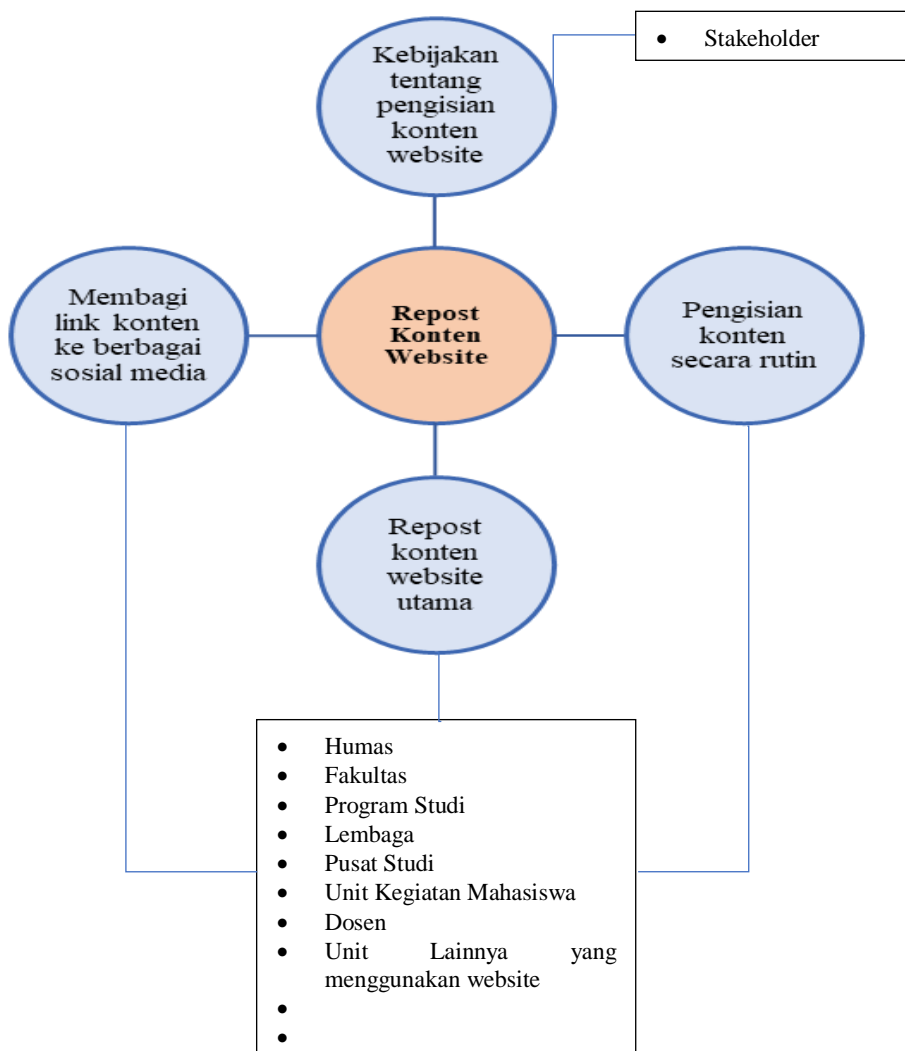 • Stakeholder
Kebijakan
tentang
pengisian
konten
website
Membagi
link konten
ke berbagai
sosial media
Repost
Konten
Website
Pengisian
konten
secara rutin
Repost
konten
website
utama
• Humas
• Fakultas
• Program Studi
• Lembaga
• Pusat Studi
• Unit Kegiatan Mahasiswa
• Dosen
• Unit Lainnya yang
menggunakan website
•
•